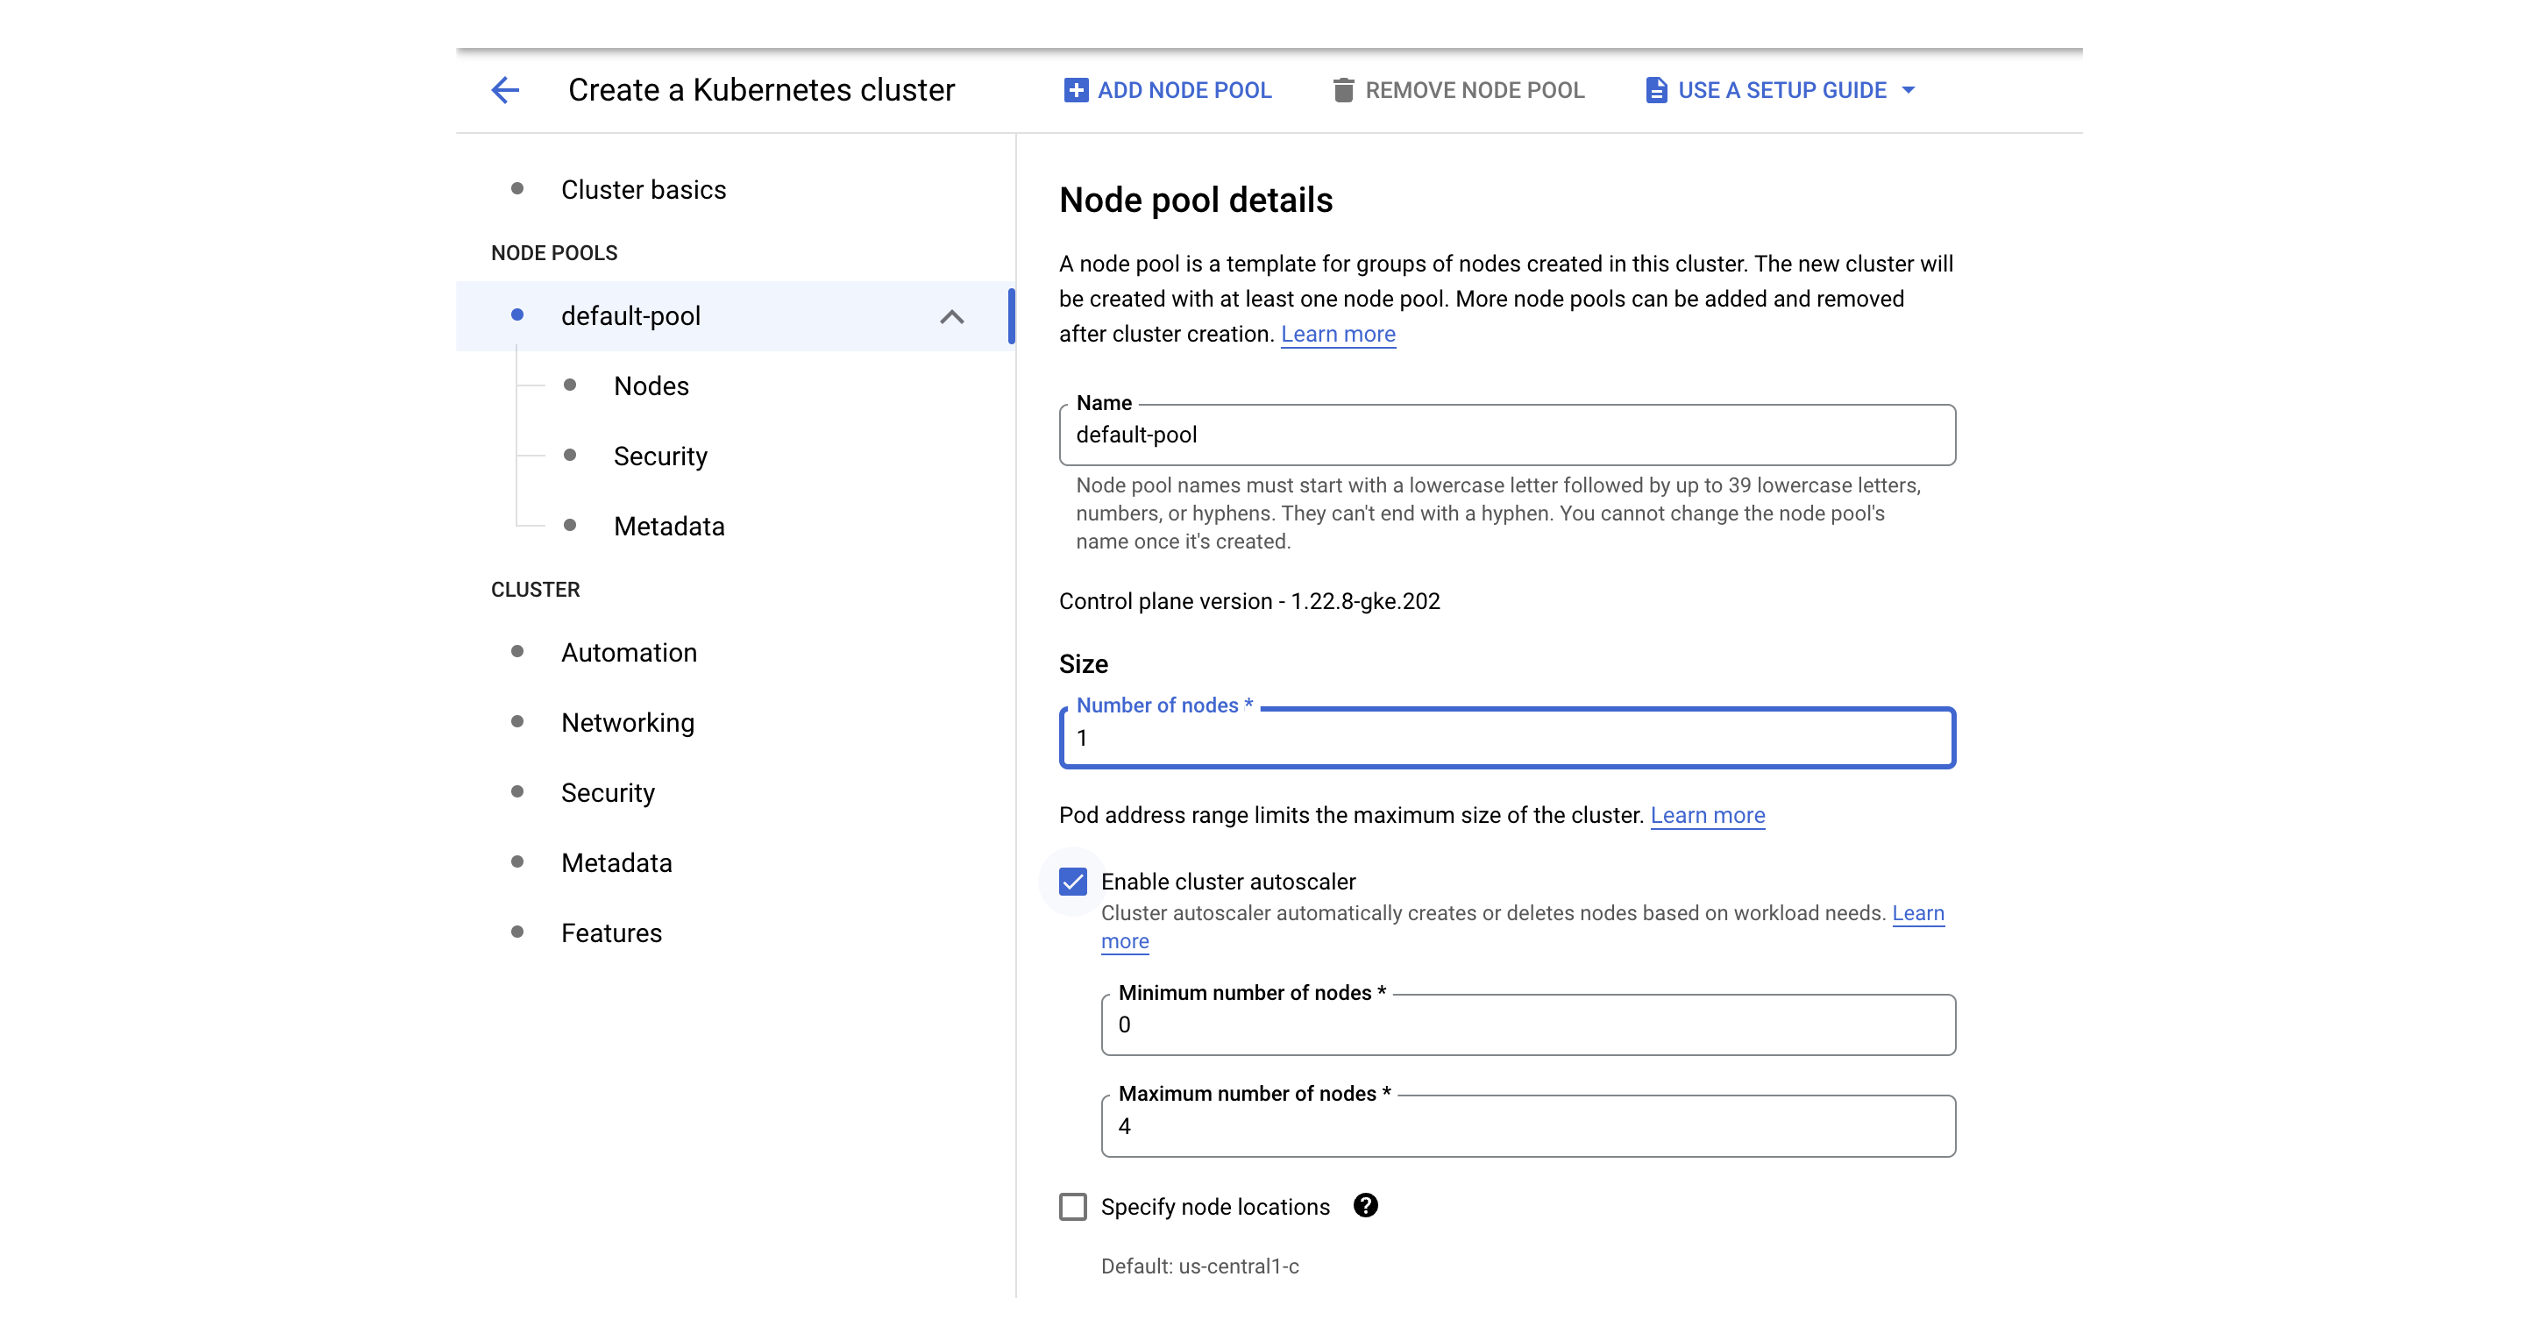 Create a Kubernetes cluster
ADD NODE POOL
REMOVE NODE POOL
USE A SETUP GUIDE
Cluster basics
NODE POOLS
default-pool
Nodes
Security
Metadata
CLUSTER
Automation
Networking
Security
Metadata
Features
Node pool details
A node pool is a template for groups of nodes created in this cluster. The new cluster will
be created with at least one node pool. More node pools can be added and removed
after cluster creation. Learn more
Name
default-pool
Node pool names must start with a lowercase letter followed by up to 39 lowercase letters,
numbers, or hyphens. They can't end with a hyphen. You cannot change the node pool's
name once it's created.
Control plane version - 1.22.8-gke.202
Size
Number of nodes *
1
Pod address range limits the maximum size of the cluster. Learn more
Enable cluster autoscaler
Cluster autoscaler automatically creates or deletes nodes based on workload needs. Learn
more
Minimum number of nodes *
0
Maximum number of nodes *
4
Specify node locations ?
Default: us-central1-c